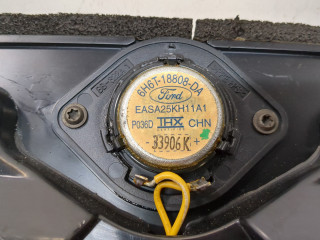 6H6T-18808-DA
Ford
EASA25KH11A1
P036D THX CHN
-33906K+